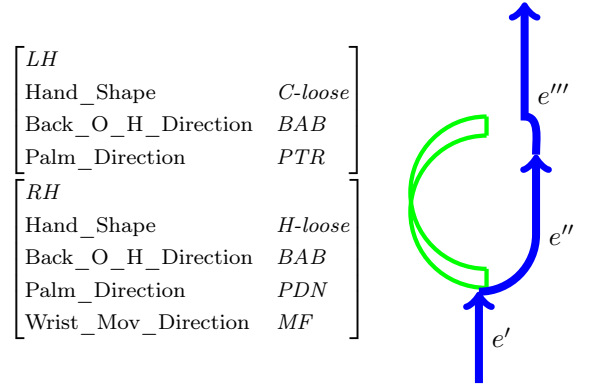 LH
Hand_Shape C-loose
Back_O_H_Direction BAB
Palm_Direction PTR
RH
Hand_Shape H-loose
Back_O_H_Direction BAB
Palm_Direction PDN
Wrist_Mov_Direction MF
e′′′
e′′
e′